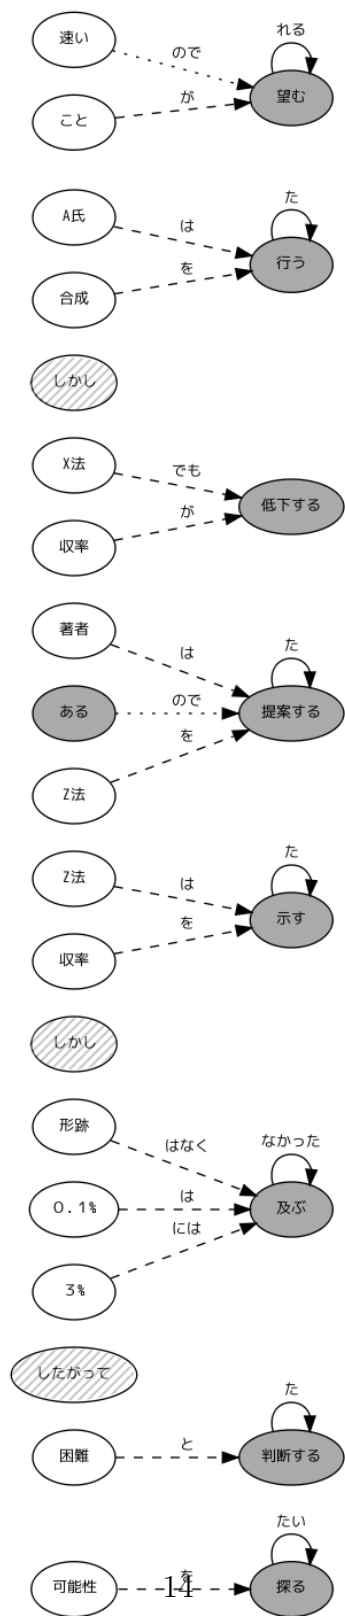 れる
速い
ので
望む
が
こと
た
A氏
は
行う
を
合成
しかし
X法
でも
低下する
が
収率
著者
は
た
ある
ので
提案する
を
Z法
た
Z法
は
示す
を
収率
しかし
形跡
はなく
なかった
０.１%
は
及ぶ
には
３%
したがって
た
困難
と
判断する
たい
可能性
を
探る
14